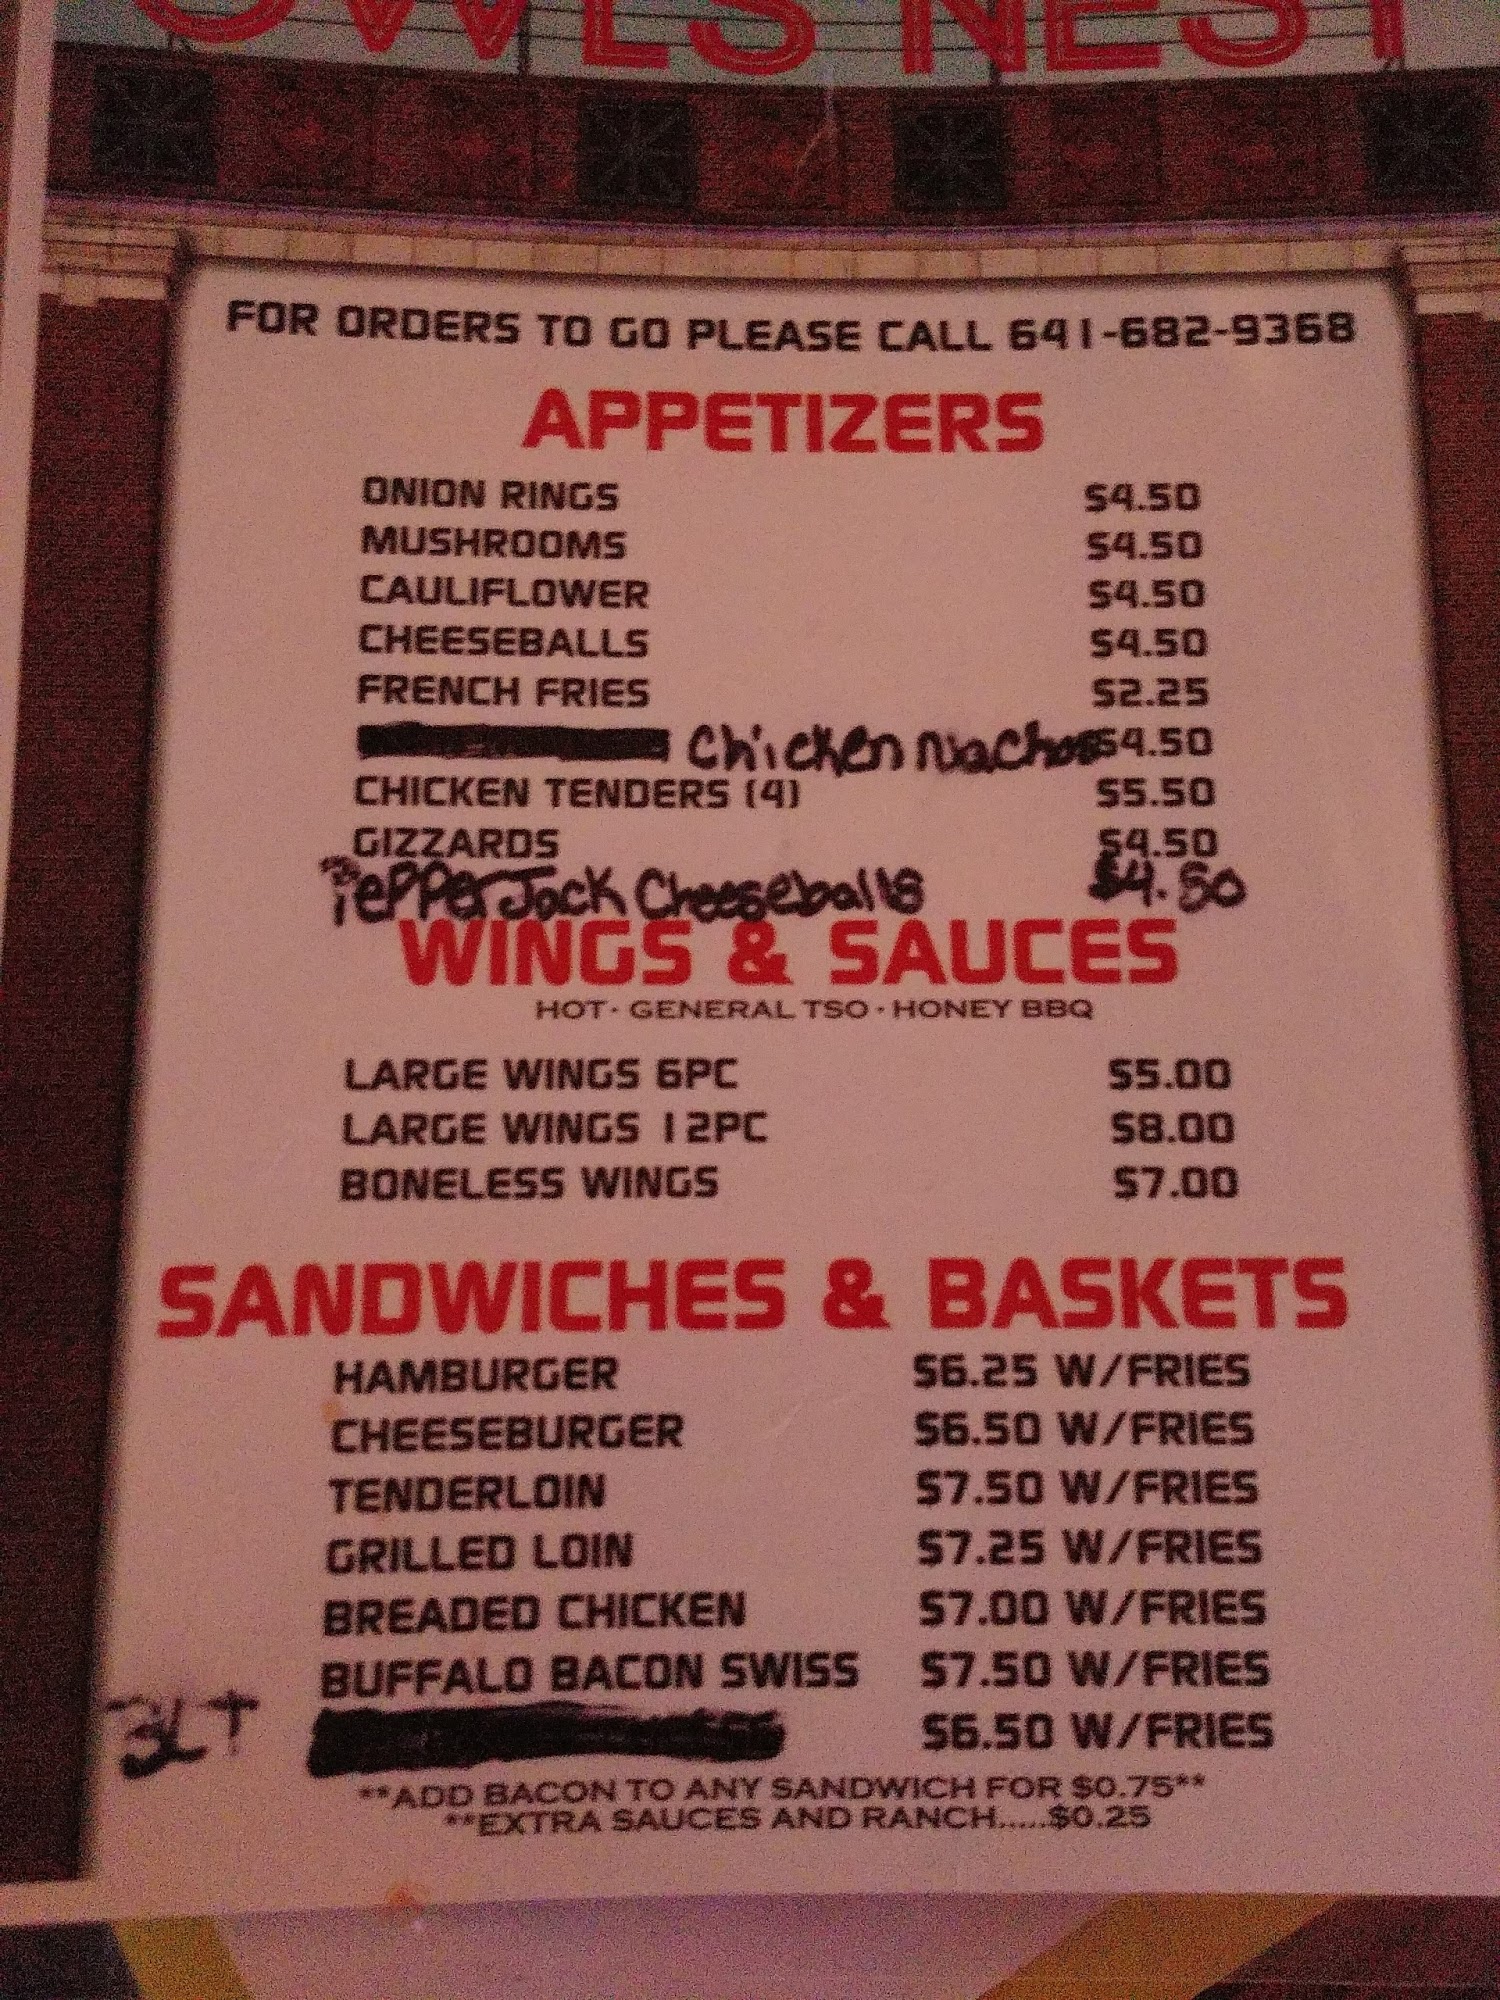 OWLS NEST
FOR ORDERS TO GO PLEASE CALL 641-682-9368
APPETIZERS
ONION RINGS $4.50
MUSHROOMS $4.50
CAULIFLOWER $4.50
CHEESEBALLS $4.50
FRENCH FRIES $2.25
Chicken Nachos $4.50
CHICKEN TENDERS (4) $5.50
GIZZARDS $4.50
Pepper Jack Cheeseballs $4.50
WINGS & SAUCES
HOT · GENERAL TSO · HONEY BBQ
LARGE WINGS 6PC $5.00
LARGE WINGS 12PC $8.00
BONELESS WINGS $7.00
SANDWICHES & BASKETS
HAMBURGER $6.25 W/FRIES
CHEESEBURGER $6.50 W/FRIES
TENDERLOIN $7.50 W/FRIES
GRILLED LOIN $7.25 W/FRIES
BREADED CHICKEN $7.00 W/FRIES
BUFFALO BACON SWISS $7.50 W/FRIES
BLT $6.50 W/FRIES
**ADD BACON TO ANY SANDWICH FOR $0.75**
**EXTRA SAUCES AND RANCH.....$0.25